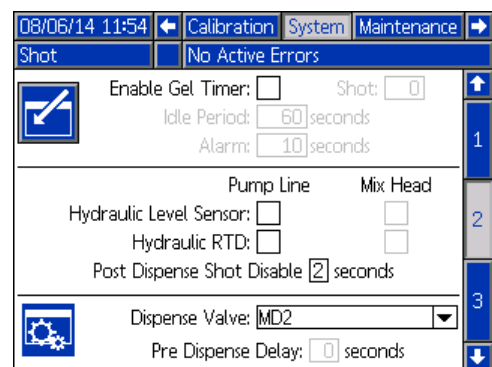 08/06/14 11:54 Calibration System Maintenance
Shot No Active Errors
Enable Gel Timer: Shot: 0
Idle Period: 60 seconds
Alarm: 10 seconds
1
Pump Line Mix Head
Hydraulic Level Sensor:
2
Hydraulic RTD:
Post Dispense Shot Disable 2 seconds
3
Dispense Valve: MD2
Pre Dispense Delay: 0 seconds